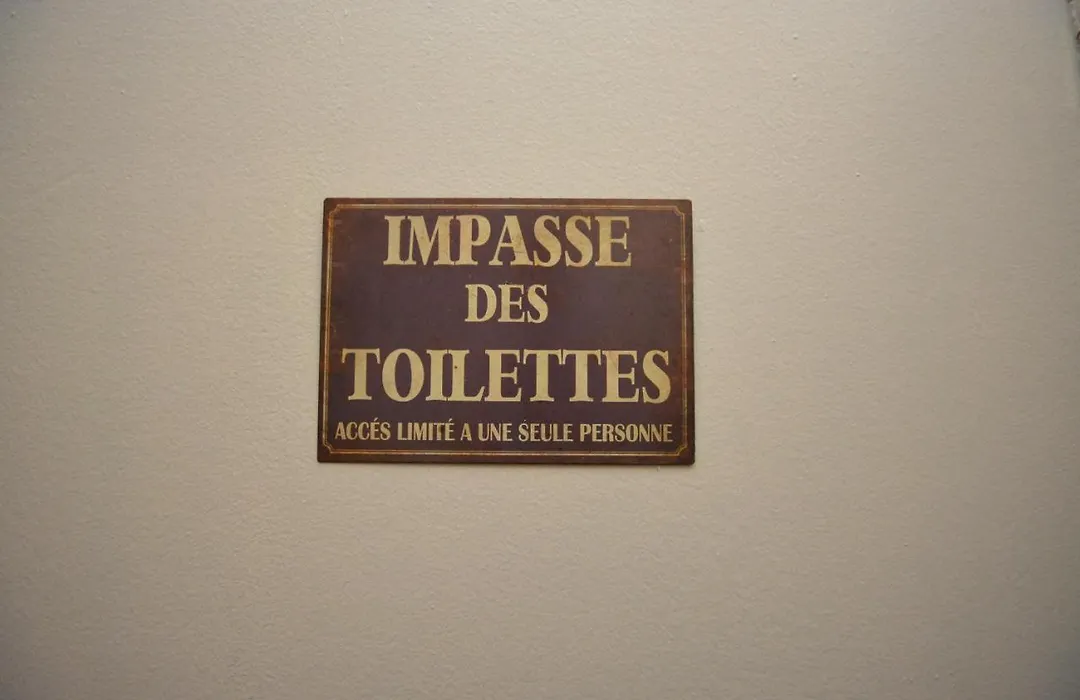 IMPASSE
DES
TOILETTES
ACCÉS LIMITÉ A UNE SEULE PERSONNE